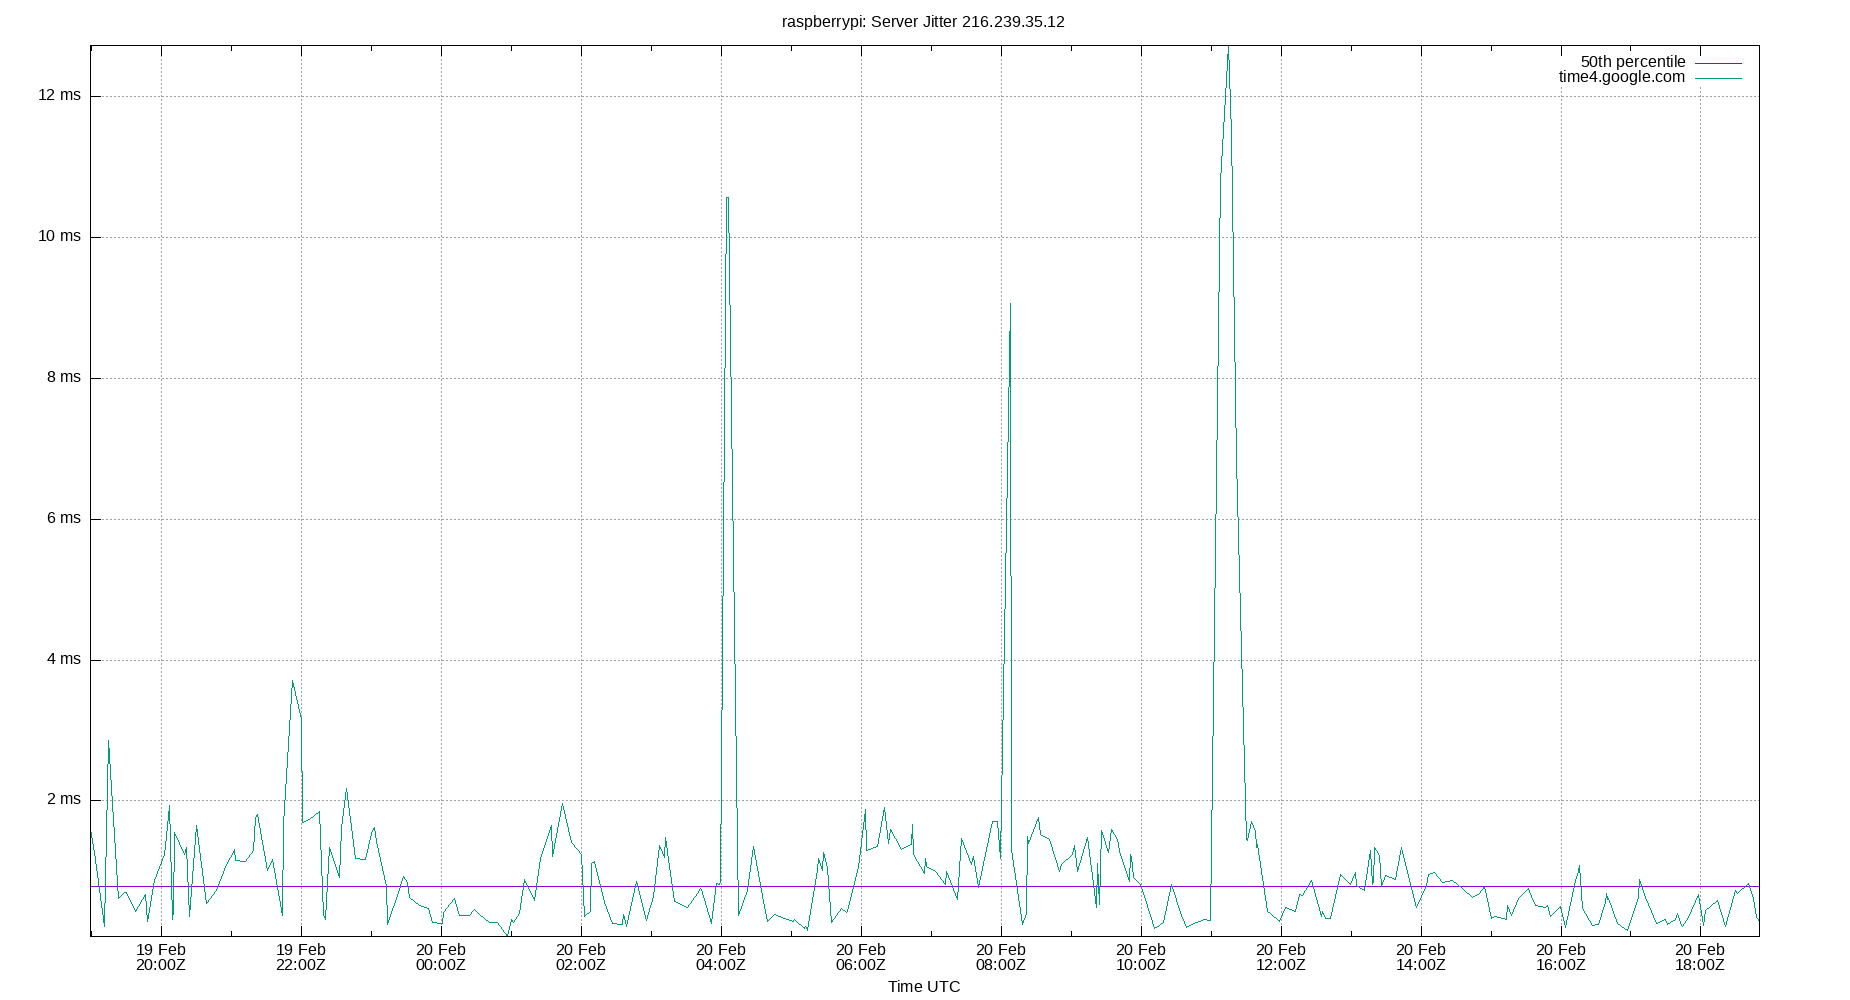 raspberrypi: Server Jitter 216.239.35.12
50th percentile
time4.google.com
12 ms
10 ms
8 ms
6 ms
4 ms
2 ms
19 Feb 19 Feb 20 Feb 20 Feb 20 Feb 20 Feb 20 Feb 20 Feb 20 Feb 20 Feb 20 Feb 20 Feb
20:00Z 22:00Z 00:00Z 02:00Z 04:00Z 06:00Z 08:00Z 10:00Z 12:00Z 14:00Z 16:00Z 18:00Z
Time UTC